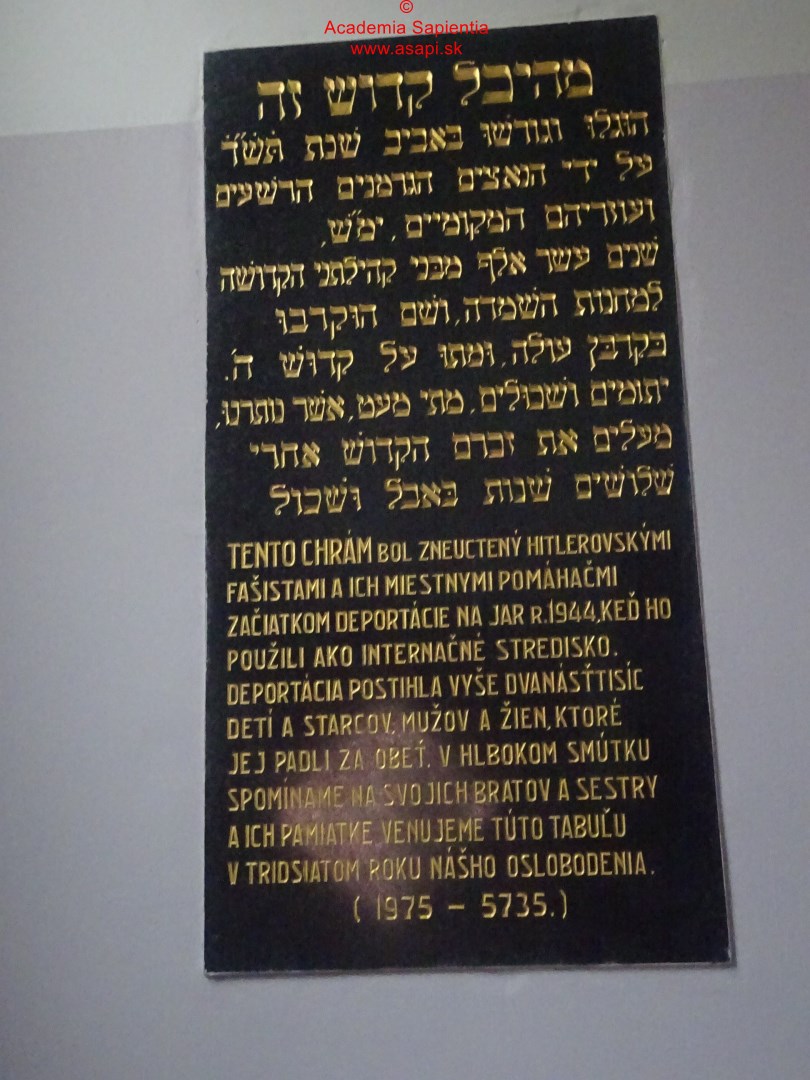 ©
Academia Sapientia
www.asapi.sk
מהיכל קדוש זה
הוגלו וגורשו באביב שנת תש״ד
על ידי הנאצים הגרמנים הרשעים
ועוזריהם המקומיים, ימ״ש,
שנים עשר אלף מבני קהילתני הקדושה
למחנות השמדה, ושם הוקרבו
כקרבן עולה, ומתו על קדוש ה׳.
יתומים ושכולים, מתי מעט, אשר נותרנו,
מעלים את זכרם הקדוש אחרי
שלושים שנות באבל ושכול
TENTO CHRÁM BOL ZNEUCTENÝ HITLEROVSKÝMI
FAŠISTAMI A ICH MIESTNYMI POMÁHAČMI
ZAČIATKOM DEPORTÁCIE NA JAR R.1944,KEĎ HO
POUŽILI AKO INTERNAČNÉ STREDISKO.
DEPORTÁCIA POSTIHLA VYŠE DVANÁSŤTISÍC
DETÍ A STARCOV, MUŽOV A ŽIEN, KTORÉ
JEJ PADLI ZA OBEŤ. V HLBOKOM SMÚTKU
SPOMÍNAME NA SVOJICH BRATOV A SESTRY
A ICH PAMIATKE VENUJEME TÚTO TABUĽU
V TRIDSIATOM ROKU NÁŠHO OSLOBODENIA.
( 1975 – 5735.)